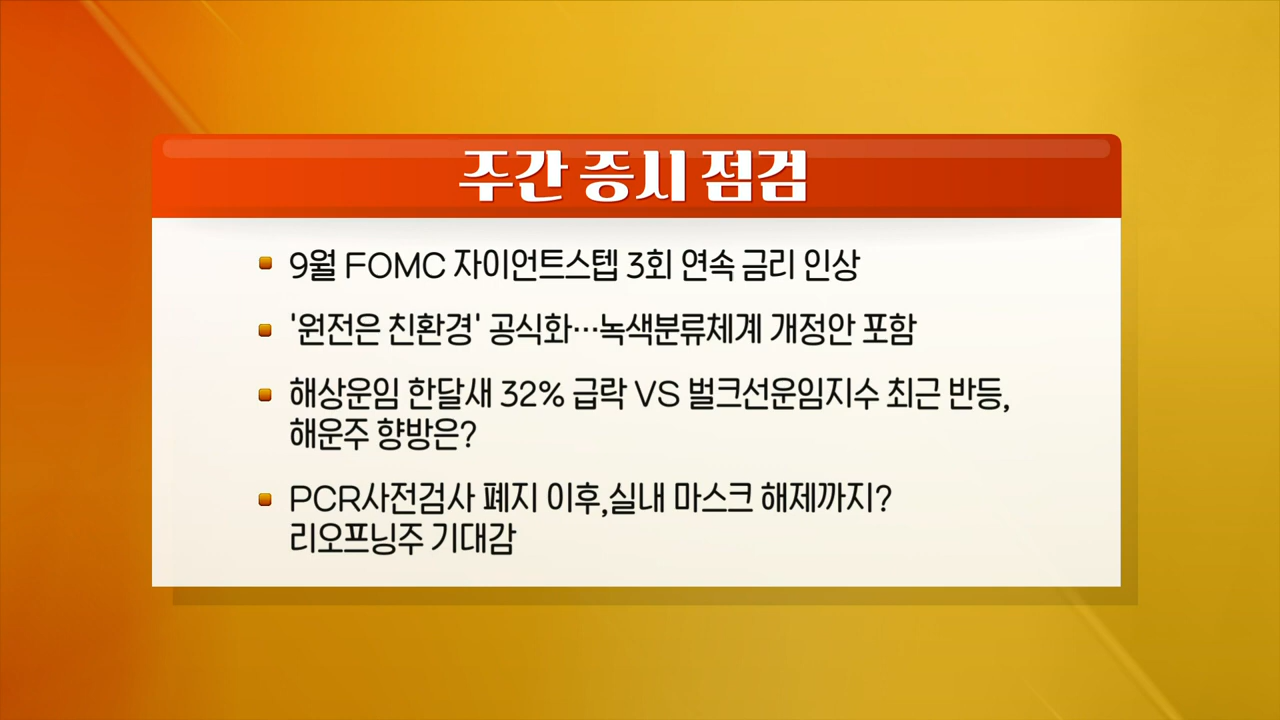 주간 증시 점검
9월 FOMC 자이언트스텝 3회 연속 금리 인상
'원전은 친환경' 공식화…녹색분류체계 개정안 포함
해상운임 한달새 32% 급락 VS 벌크선운임지수 최근 반등,
해운주 향방은?
PCR사전검사 폐지 이후,실내 마스크 해제까지?
리오프닝주 기대감